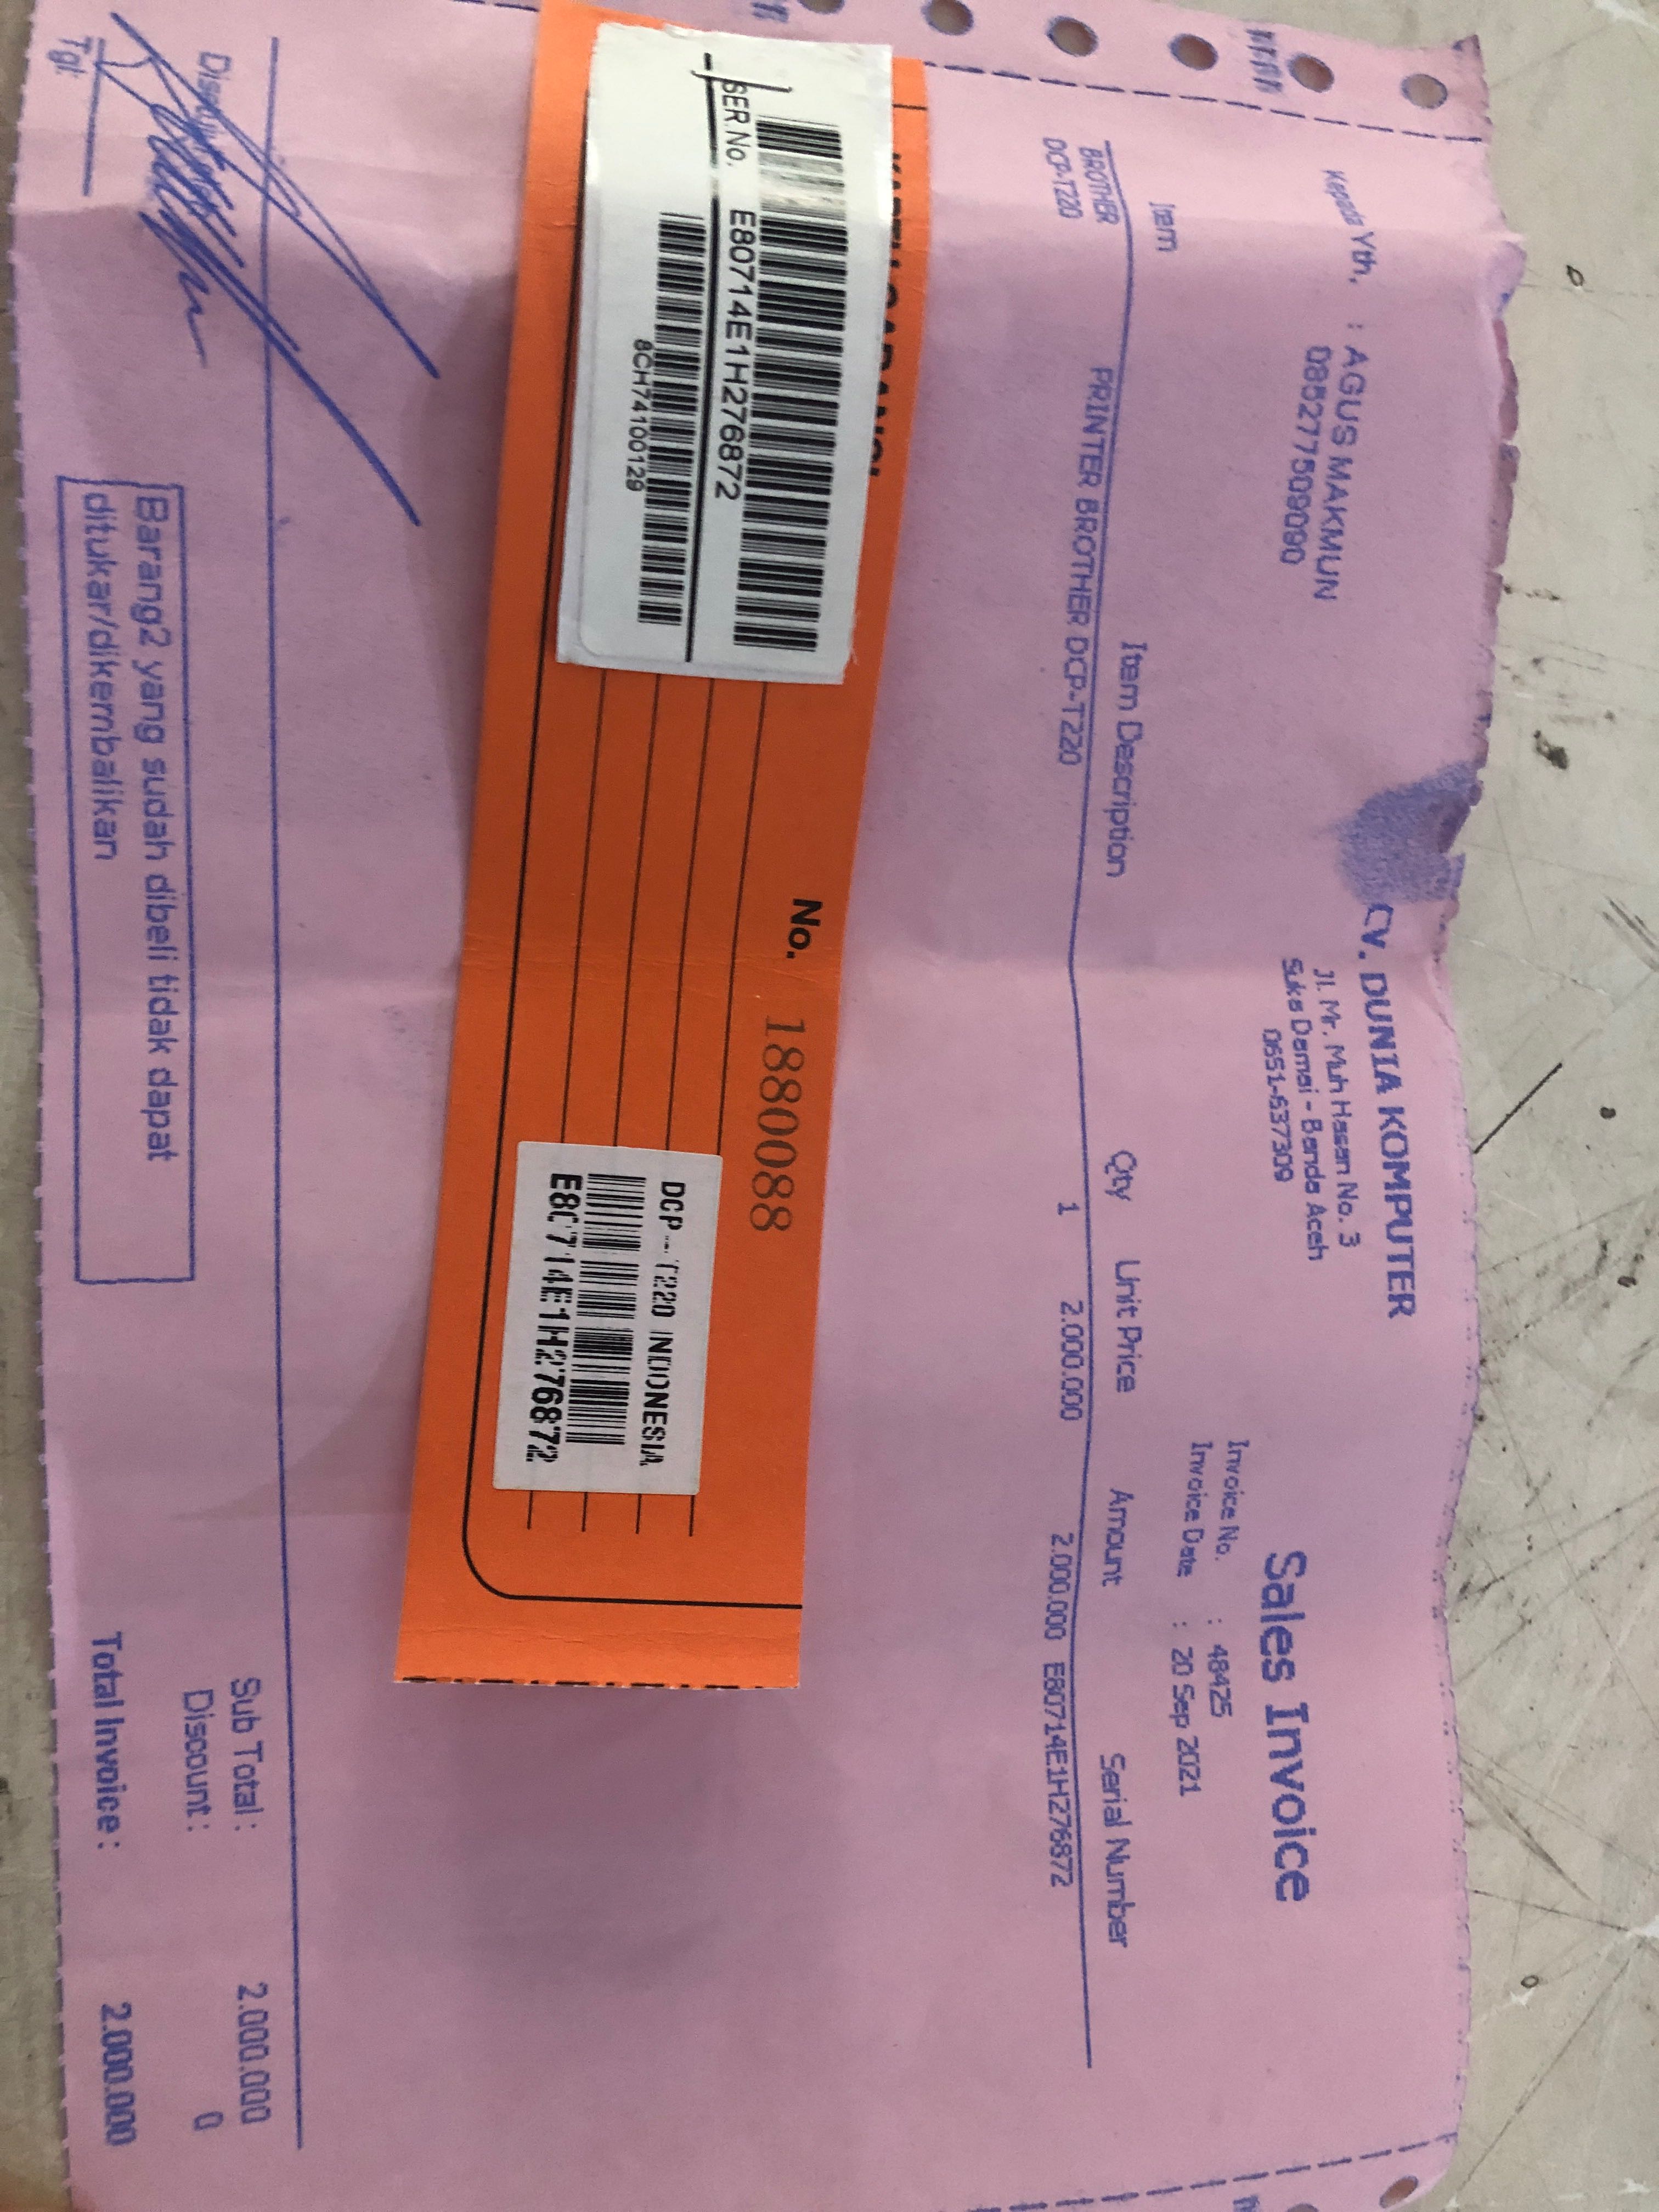 CV. DUNIA KOMPUTER
Jl. Mr. Muh Hasan No. 3
Suka Damai - Banda Aceh
0651-637309
Sales Invoice
Kepada Yth, : AGUS MAKMUN
085277509090
Invoice No. : 48425
Invoice Date : 20 Sep 2021
Item Item Description Qty Unit Price Amount Serial Number
BROTHER DCP-T220 PRINTER BROTHER DCP-T220 1 2.000.000 2.000.000 E80714E1H276872
No. 1880088
SER.No. E80714E1H276872
8CH74100129
DCP-T220 INDONESIA
E80714E1H276872
Sub Total : 2.000.000
Discount : 0
Total Invoice : 2.000.000
Tgl.
Barang2 yang sudah dibeli tidak dapat
ditukar/dikembalikan